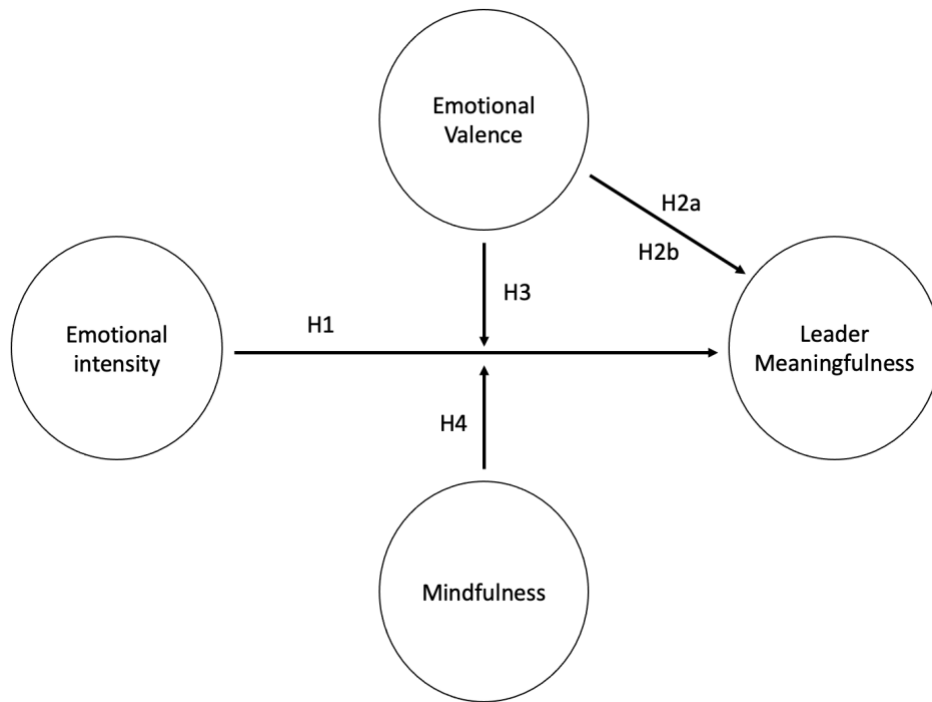 Emotional
Valence
H2a
H2b
H3
H1
Emotional
intensity
Leader
Meaningfulness
H4
Mindfulness